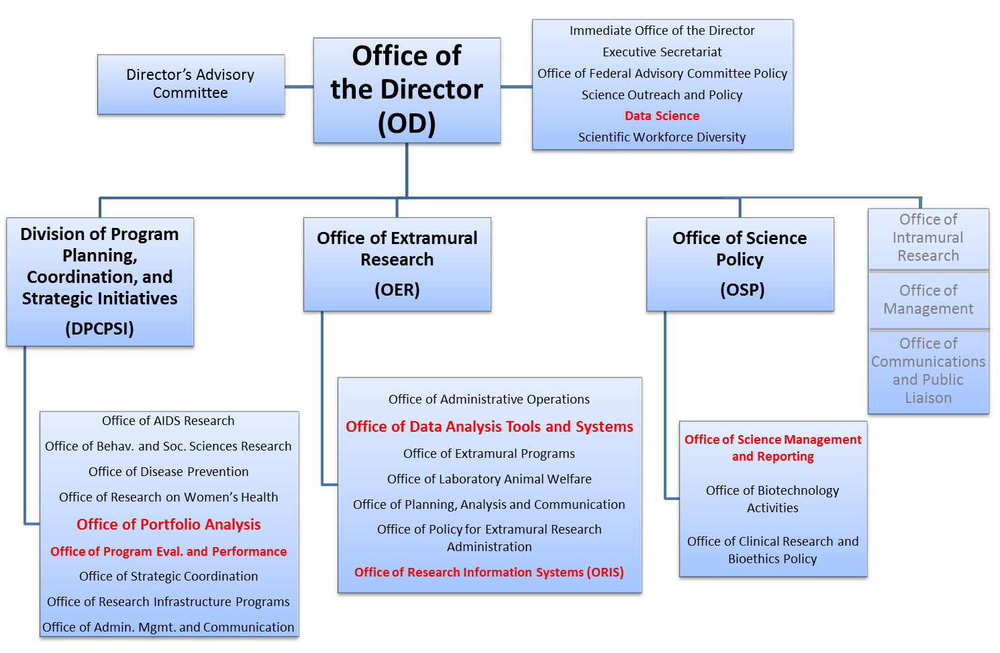 Director’s Advisory
Committee
Office of
the Director
(OD)
Immediate Office of the Director
Executive Secretariat
Office of Federal Advisory Committee Policy
Science Outreach and Policy
Data Science
Scientific Workforce Diversity
Division of Program
Planning,
Coordination, and
Strategic Initiatives
(DPCPSI)
Office of Extramural
Research
(OER)
Office of Science
Policy
(OSP)
Office of
Intramural
Research
Office of
Management
Office of
Communications
and Public
Liaison
Office of AIDS Research
Office of Behav. and Soc. Sciences Research
Office of Disease Prevention
Office of Research on Women’s Health
Office of Portfolio Analysis
Office of Program Eval. and Performance
Office of Strategic Coordination
Office of Research Infrastructure Programs
Office of Admin. Mgmt. and Communication
Office of Administrative Operations
Office of Data Analysis Tools and Systems
Office of Extramural Programs
Office of Laboratory Animal Welfare
Office of Planning, Analysis and Communication
Office of Policy for Extramural Research
Administration
Office of Research Information Systems (ORIS)
Office of Science Management
and Reporting
Office of Biotechnology
Activities
Office of Clinical Research and
Bioethics Policy